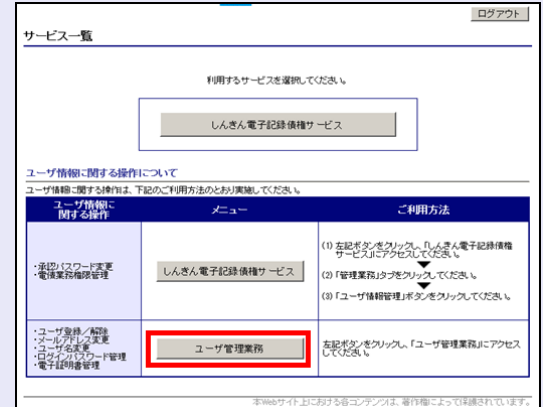 ログアウト
サービス一覧
利用するサービスを選択してください。
しんきん電子記録債権サービス
ユーザ情報に関する操作について
ユーザ情報に関する操作は、下記のご利用方法のとおり実施してください。
ユーザ情報に
関する操作
メニュー
ご利用方法
・承認パスワード変更
・電債業務権限管理
しんきん電子記録債権サービス
(1) 左記ボタンをクリックし、「しんきん電子記録債権
サービス」にアクセスしてください。
(2) 「管理業務」タブをクリックしてください。
(3) 「ユーザ情報管理」ボタンをクリックしてください。
・ユーザ登録／解除
・メールアドレス変更
・ユーザ名変更
・ログインパスワード管理
・電子証明書管理
ユーザ管理業務
左記ボタンをクリックし、「ユーザ管理業務」にアクセス
してください。
本Webサイト上における各コンテンツは、著作権によって保護されています。